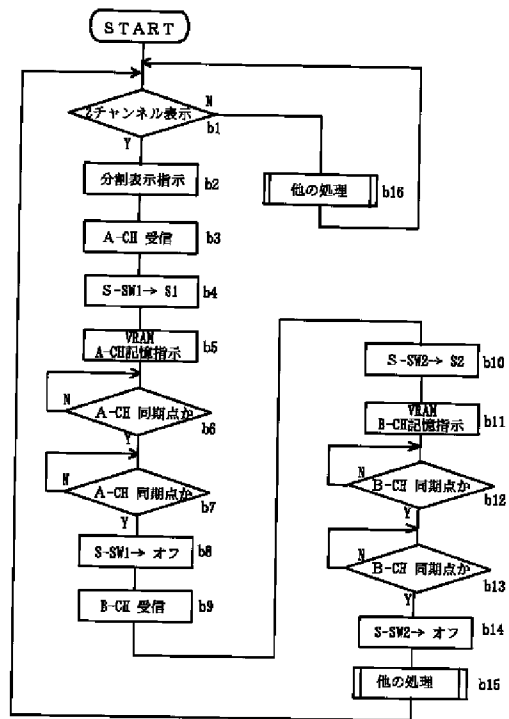 START
2チャンネル表示
N
b1
Y
分割表示指示
b2
他の処理
b16
A-CH 受信
b3
S-SW1→ S1
b4
VRAM
A-CH記憶指示
b5
N
A-CH 同期点か
b6
Y
N
A-CH 同期点か
b7
Y
S-SW1→ オフ
b8
B-CH 受信
b9
S-SW2→ S2
b10
VRAM
B-CH記憶指示
b11
N
B-CH 同期点か
b12
Y
N
B-CH 同期点か
b13
Y
S-SW2→ オフ
b14
他の処理
b15